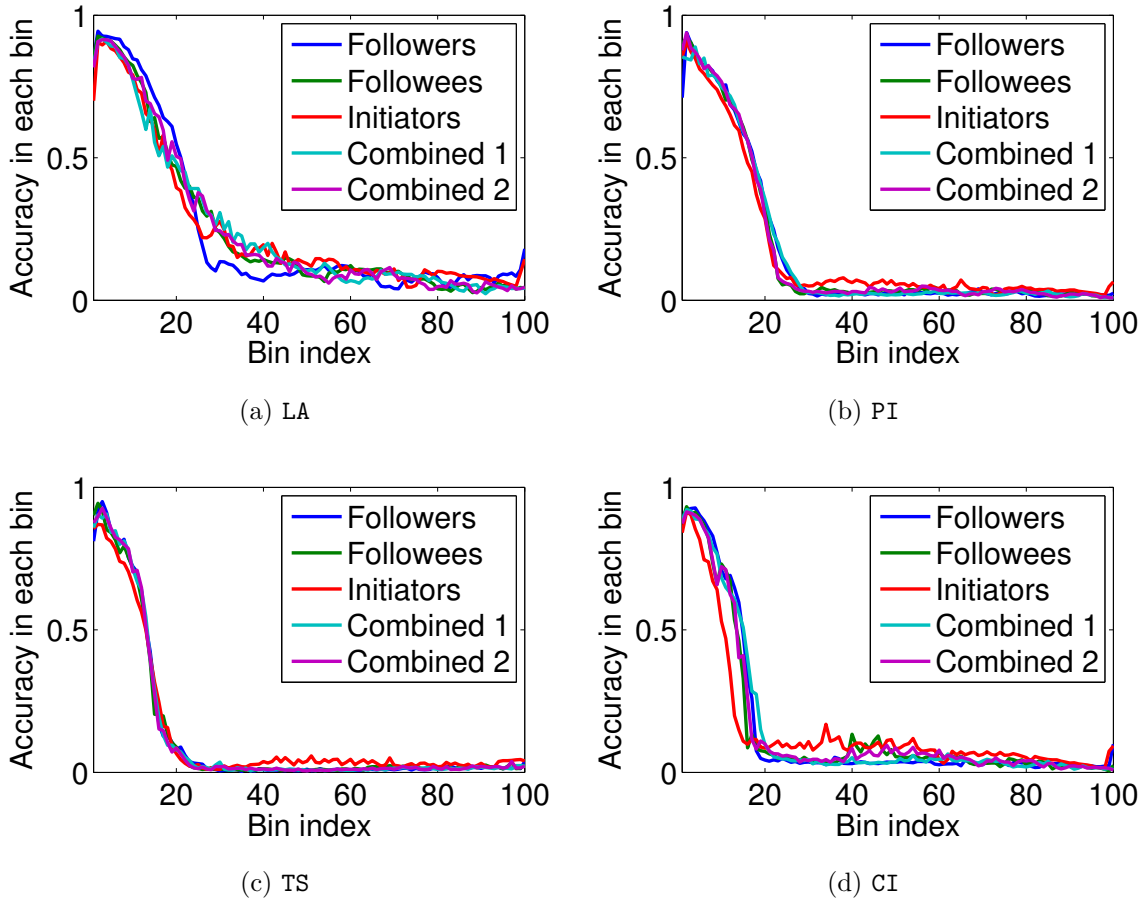 1
0.5
0
Accuracy in each bin
20 40 60 80 100
Bin index
Followers
Followees
Initiators
Combined 1
Combined 2
(a) LA
1
0.5
0
Accuracy in each bin
20 40 60 80 100
Bin index
Followers
Followees
Initiators
Combined 1
Combined 2
(b) PI
1
0.5
0
Accuracy in each bin
20 40 60 80 100
Bin index
Followers
Followees
Initiators
Combined 1
Combined 2
(c) TS
1
0.5
0
Accuracy in each bin
20 40 60 80 100
Bin index
Followers
Followees
Initiators
Combined 1
Combined 2
(d) CI